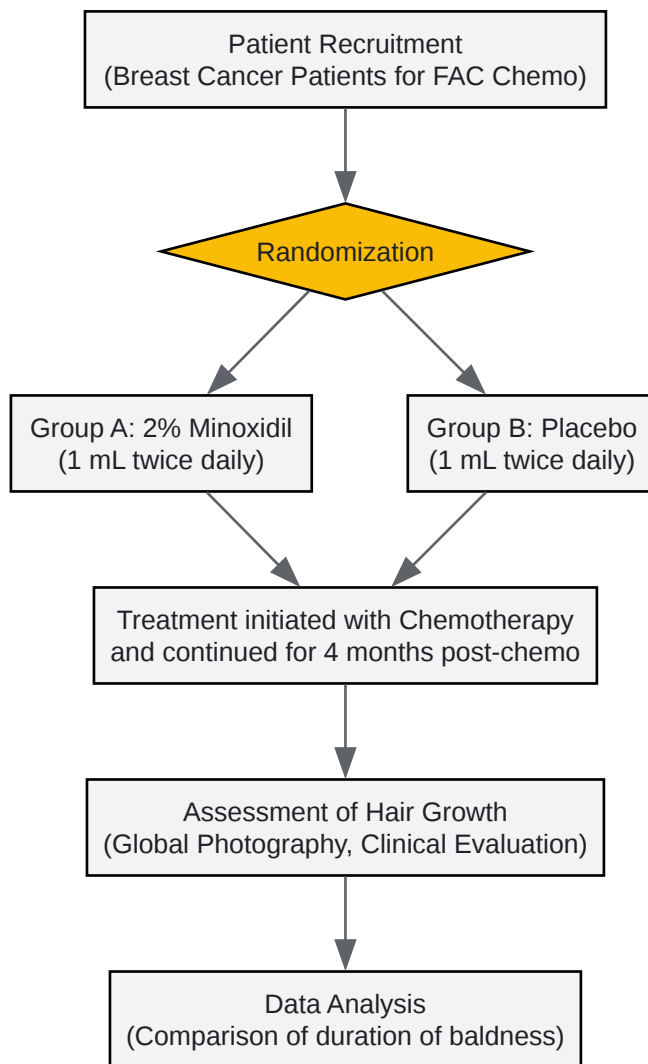 Patient Recruitment
(Breast Cancer Patients for FAC Chemo)
Randomization
Group A: 2% Minoxidil
(1 mL twice daily)
Group B: Placebo
(1 mL twice daily)
Treatment initiated with Chemotherapy
and continued for 4 months post-chemo
Assessment of Hair Growth
(Global Photography, Clinical Evaluation)
Data Analysis
(Comparison of duration of baldness)